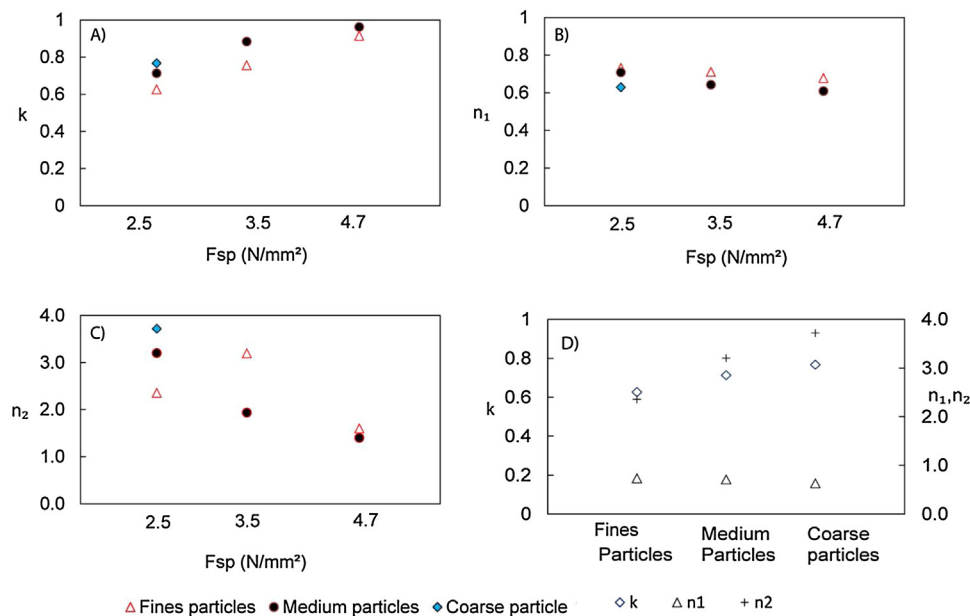 A)
1
0.8
0.6
0.4
0.2
0
k
2.5 3.5 4.7
Fsp (N/mm²)
B)
1
0.8
0.6
0.4
0.2
0
n₁
2.5 3.5 4.7
Fsp (N/mm²)
C)
4.0
3.0
2.0
1.0
0.0
n₂
2.5 3.5 4.7
Fsp (N/mm²)
D)
1
0.8
0.6
0.4
0.2
0
k
4.0
3.0
2.0
1.0
0.0
n₁,n₂
Fines Particles
Medium Particles
Coarse particles
Fines particles Medium particles Coarse particle
k n1 n2